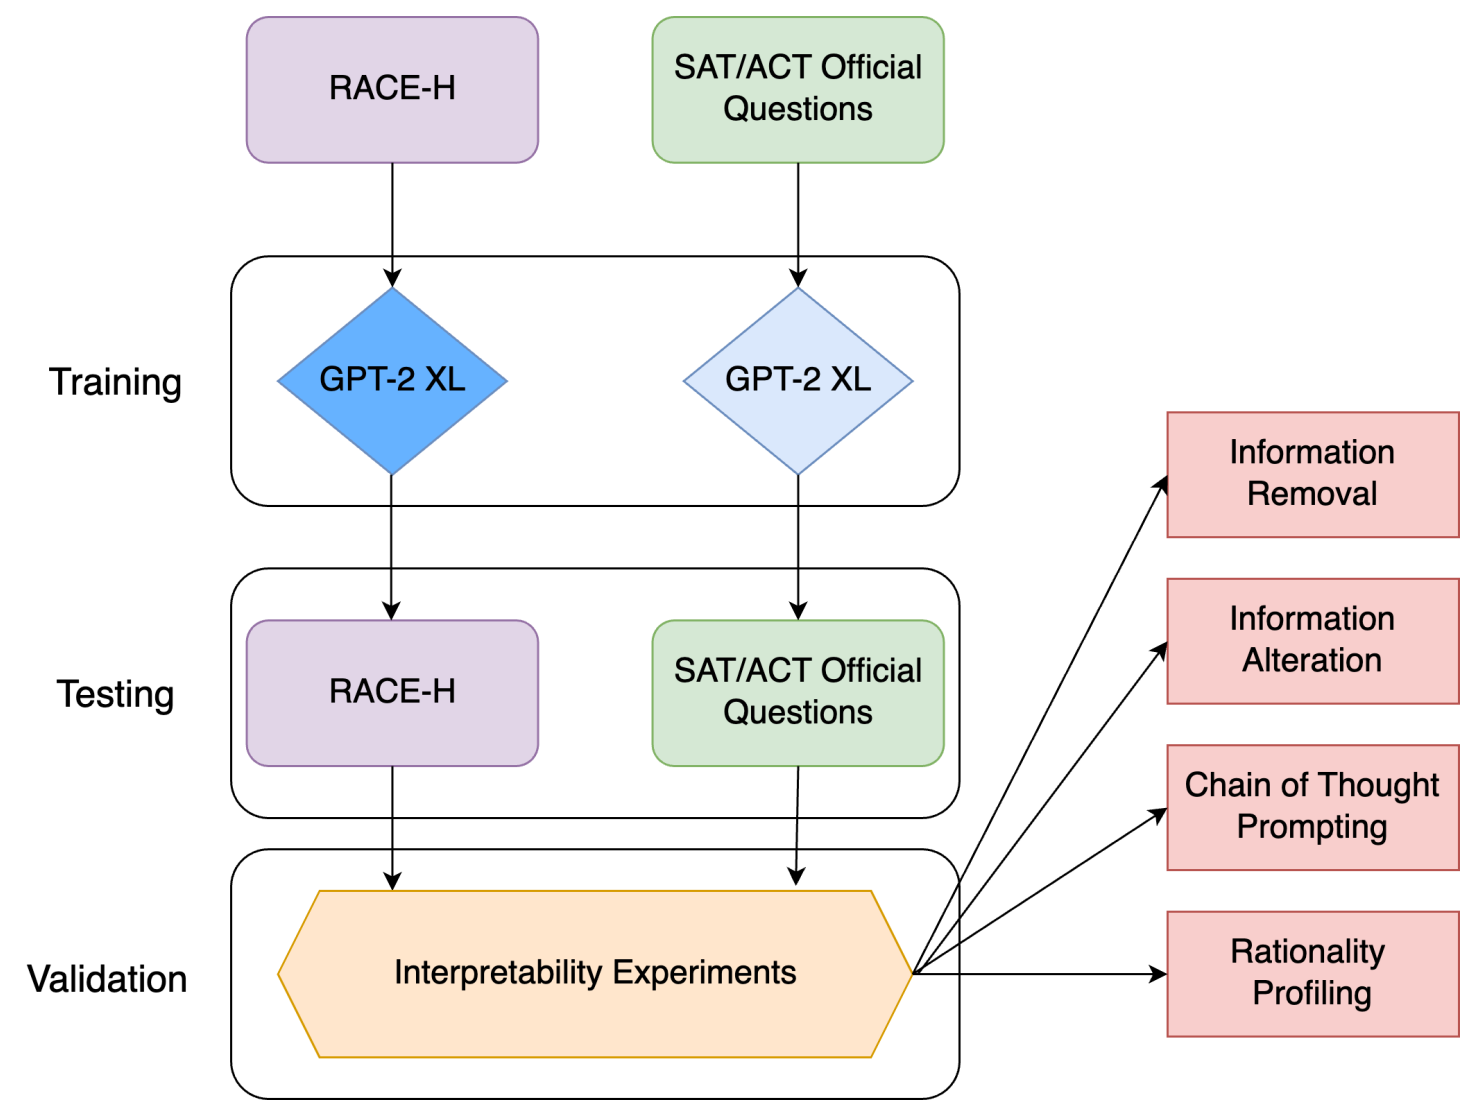 RACE-H
SAT/ACT Official
Questions
Training
GPT-2 XL
GPT-2 XL
Testing
RACE-H
SAT/ACT Official
Questions
Validation
Interpretability Experiments
Information
Removal
Information
Alteration
Chain of Thought
Prompting
Rationality
Profiling